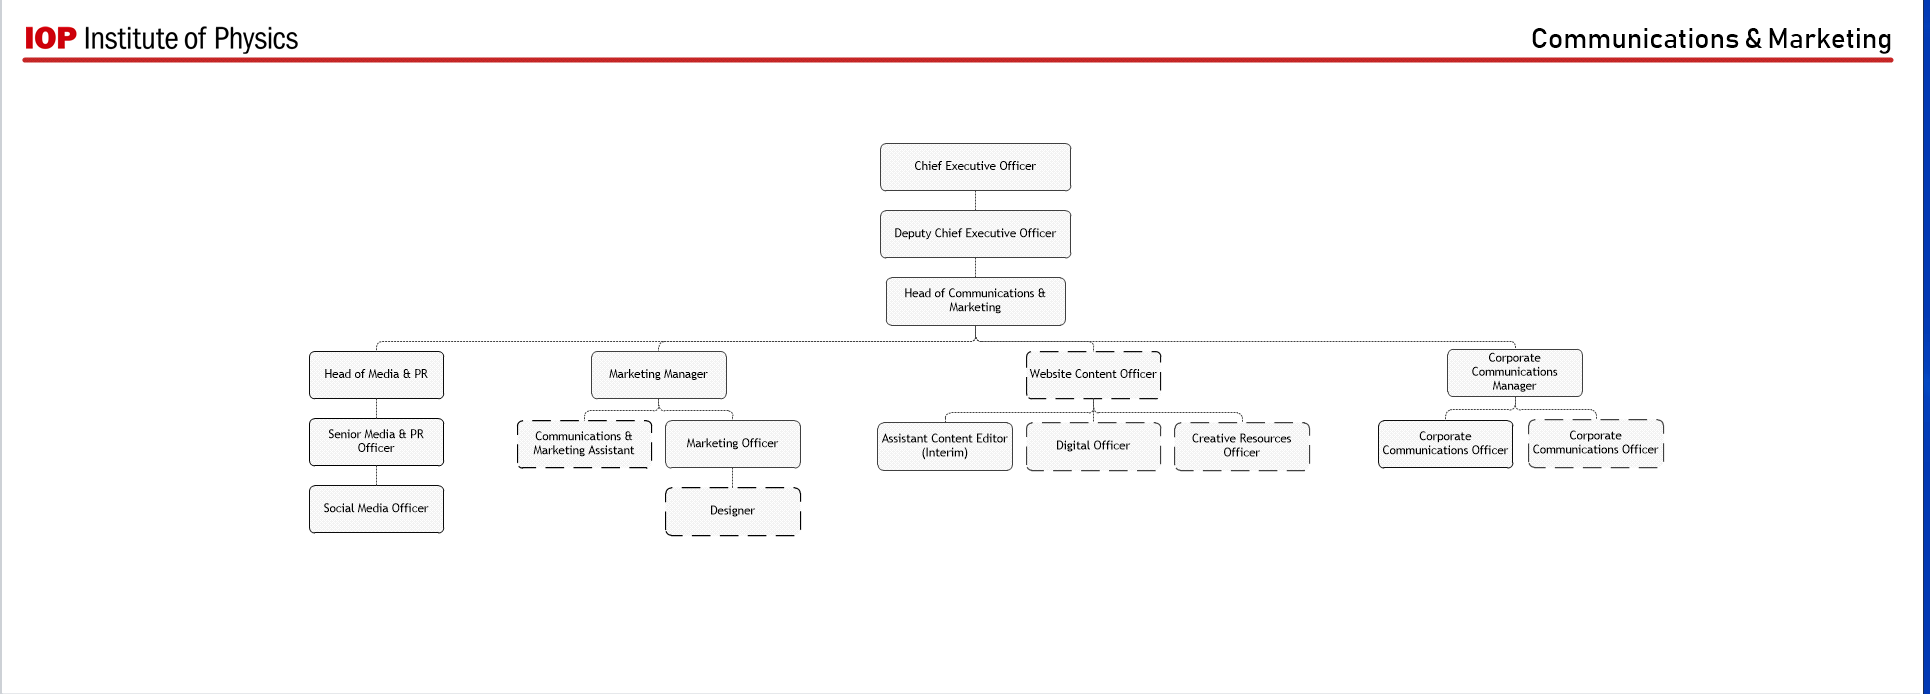 IOP Institute of Physics
Communications & Marketing
Chief Executive Officer
Deputy Chief Executive Officer
Head of Communications &
Marketing
Head of Media & PR
Marketing Manager
Website Content Officer
Corporate
Communications
Manager
Senior Media & PR
Officer
Communications &
Marketing Assistant
Marketing Officer
Assistant Content Editor
(Interim)
Digital Officer
Creative Resources
Officer
Corporate
Communications Officer
Corporate
Communications Officer
Social Media Officer
Designer